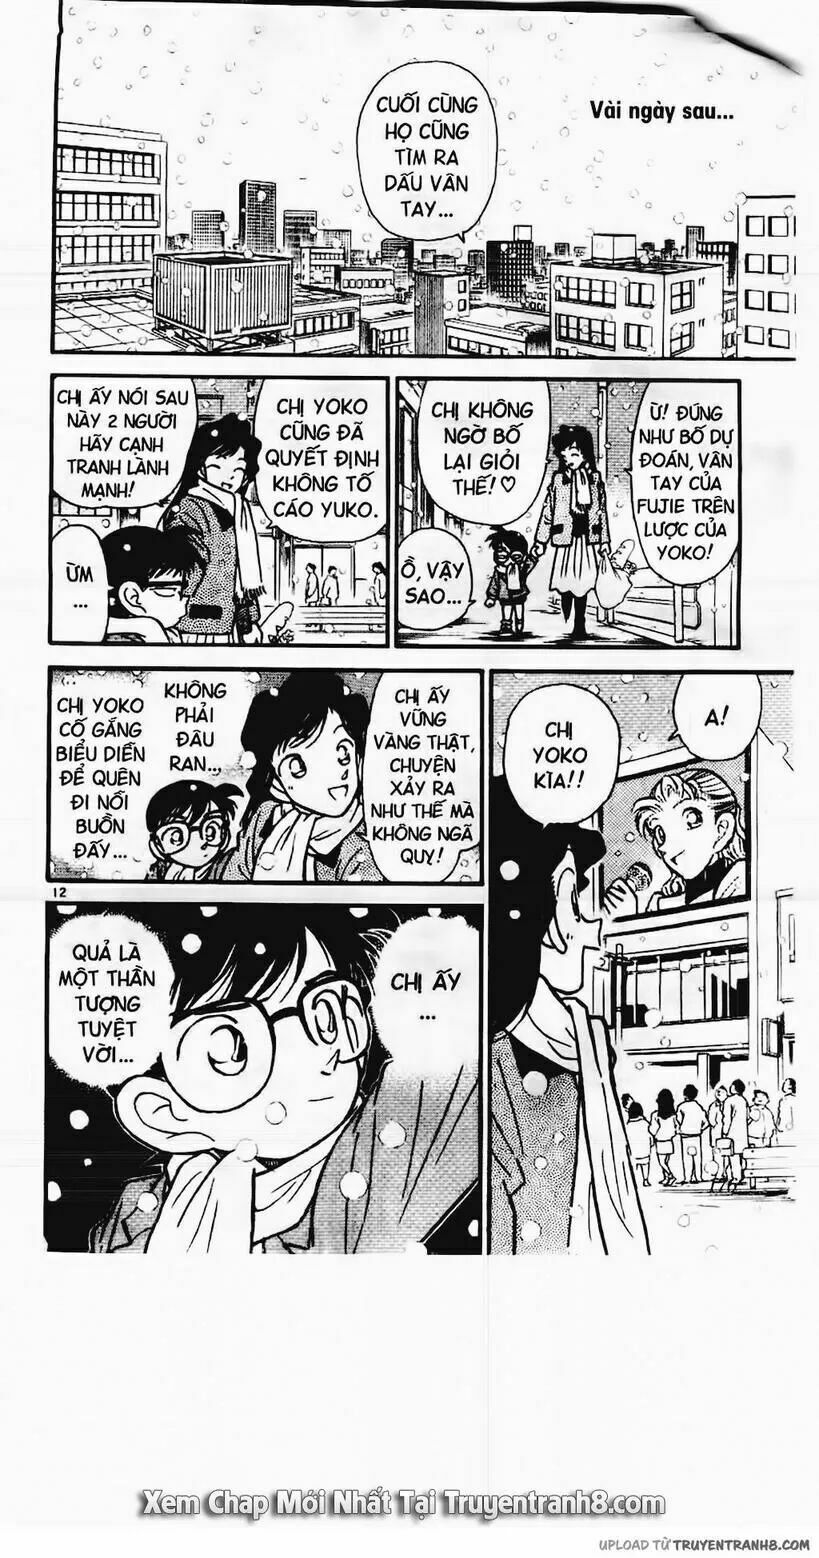 Vài ngày sau...
CUỐI CÙNG
HỌ CŨNG
TÌM RA
DẤU VÂN
TAY...
Ừ! ĐÚNG
NHƯ BỐ DỰ
ĐOÁN, VÂN
TAY CỦA
FUJIE TRÊN
LƯỢC CỦA
YOKO!
CHỊ KHÔNG
NGỜ BỐ
LẠI GIỎI
THẾ!♡
Ồ, VẬY
SAO...
CHỊ YOKO
CŨNG ĐÃ
QUYẾT ĐỊNH
KHÔNG TỐ
CÁO YUKO.
CHỊ ẤY NÓI SAU
NÀY 2 NGƯỜI
HÃY CẠNH
TRANH LÀNH
MẠNH!
ỪM
...
A!
CHỊ
YOKO
KÌA!!
CHỊ ẤY
VỮNG
VÀNG THẬT,
CHUYỆN
XẢY RA
NHƯ THẾ MÀ
KHÔNG NGÃ
QUỴ!
KHÔNG
PHẢI
ĐÂU
RAN...
CHỊ YOKO
CỐ GẮNG
BIỂU DIỄN
ĐỂ QUÊN
ĐI NỖI
BUỒN
ĐẤY...
12
CHỊ ẤY
...
QUẢ LÀ
MỘT THẦN
TƯỢNG
TUYỆT
VỜI...
Xem Chap Mới Nhất Tại Truyentranh8.com
UPLOAD TỪ TRUYENTRANH8.COM